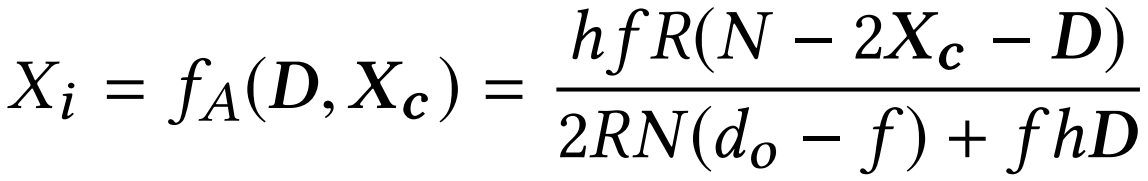 X_i = f_A(D, X_c) = \frac{hfR(N - 2X_c - D)}{2RN(d_o - f) + fhD}